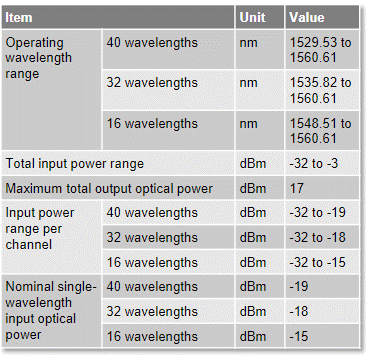 Item Unit Value
Operating wavelength range 40 wavelengths nm 1529.53 to 1560.61
32 wavelengths nm 1535.82 to 1560.61
16 wavelengths nm 1548.51 to 1560.61
Total input power range dBm -32 to -3
Maximum total output optical power dBm 17
Input power range per channel 40 wavelengths dBm -32 to -19
32 wavelengths dBm -32 to -18
16 wavelengths dBm -32 to -15
Nominal single-wavelength input optical power 40 wavelengths dBm -19
32 wavelengths dBm -18
16 wavelengths dBm -15